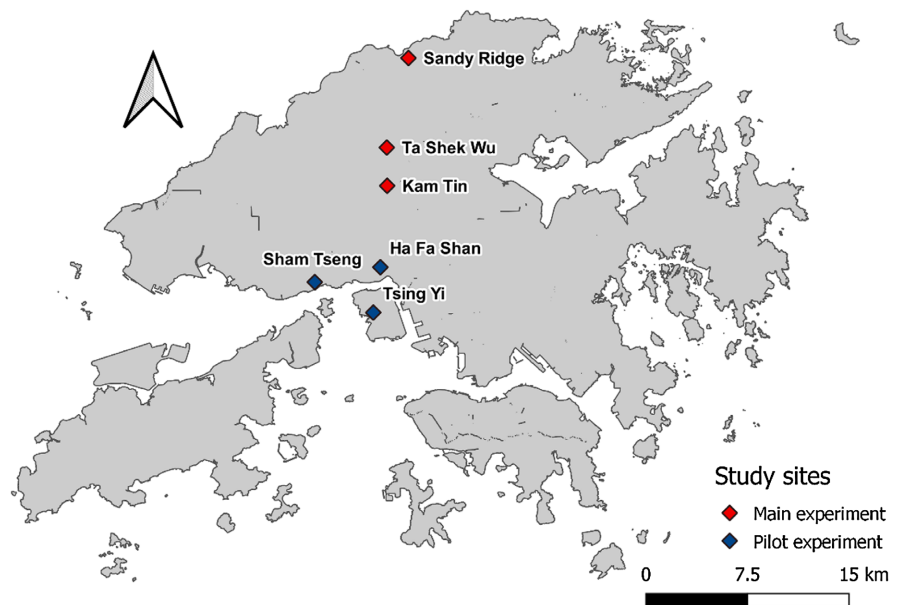 Sandy Ridge
Ta Shek Wu
Kam Tin
Ha Fa Shan
Sham Tseng
Tsing Yi
Study sites
Main experiment
Pilot experiment
0 7.5 15 km